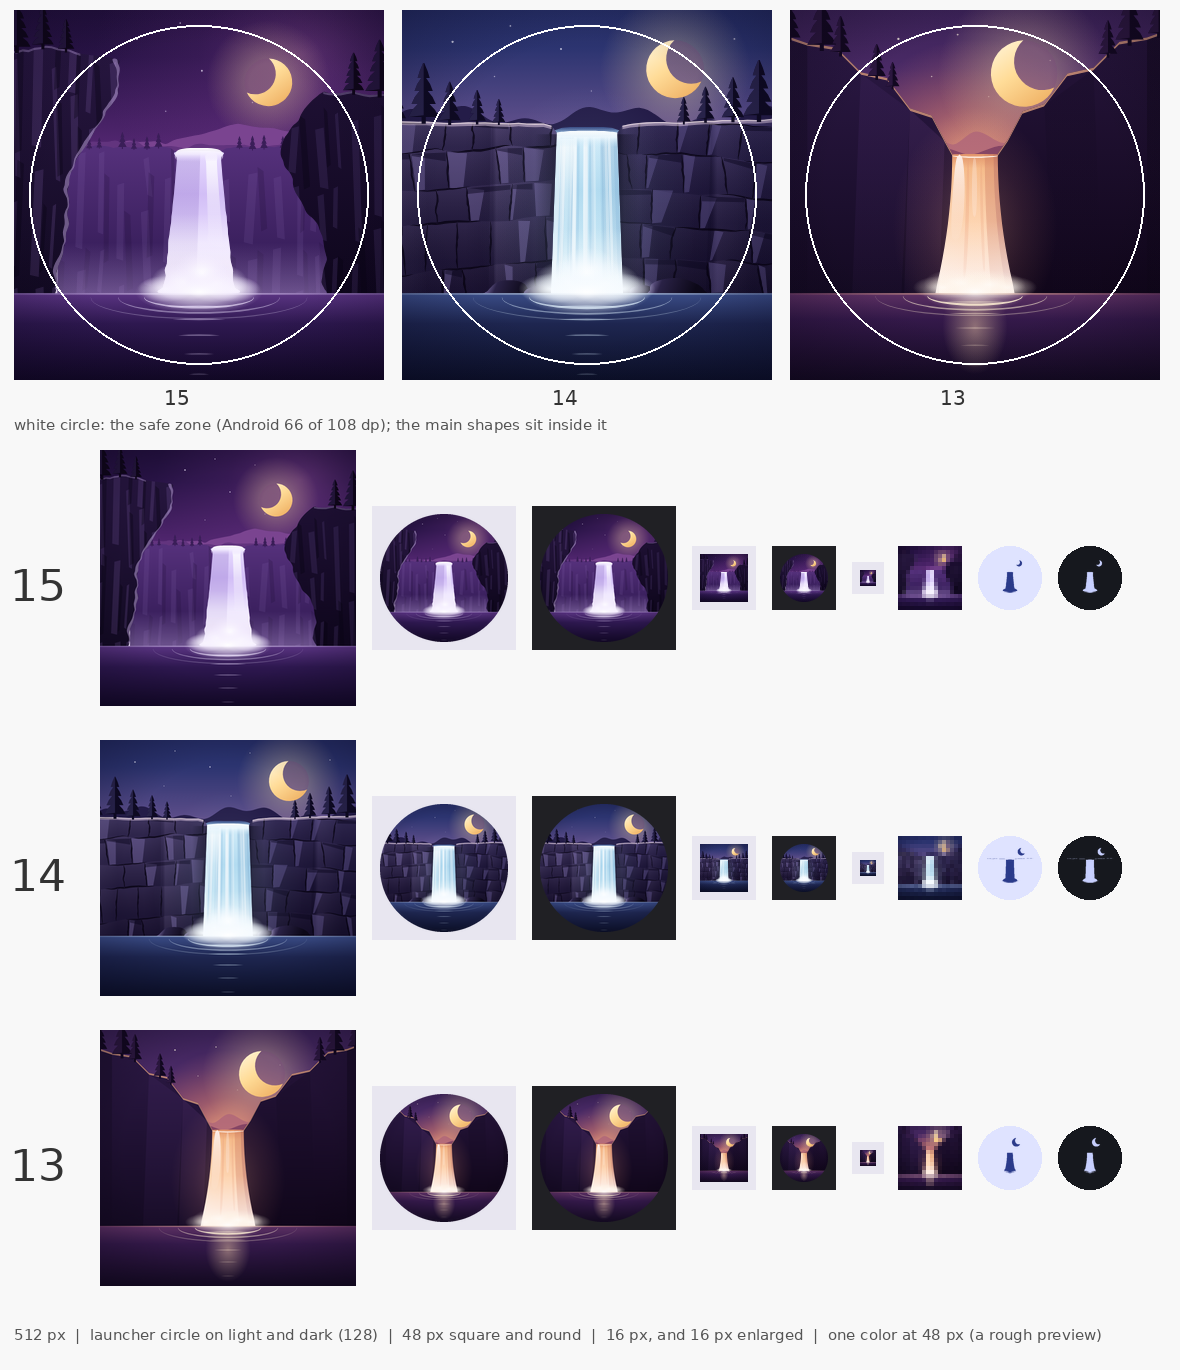 15 14 13
white circle: the safe zone (Android 66 of 108 dp); the main shapes sit inside it
15
14
13
512 px | launcher circle on light and dark (128) | 48 px square and round | 16 px, and 16 px enlarged | one color at 48 px (a rough preview)